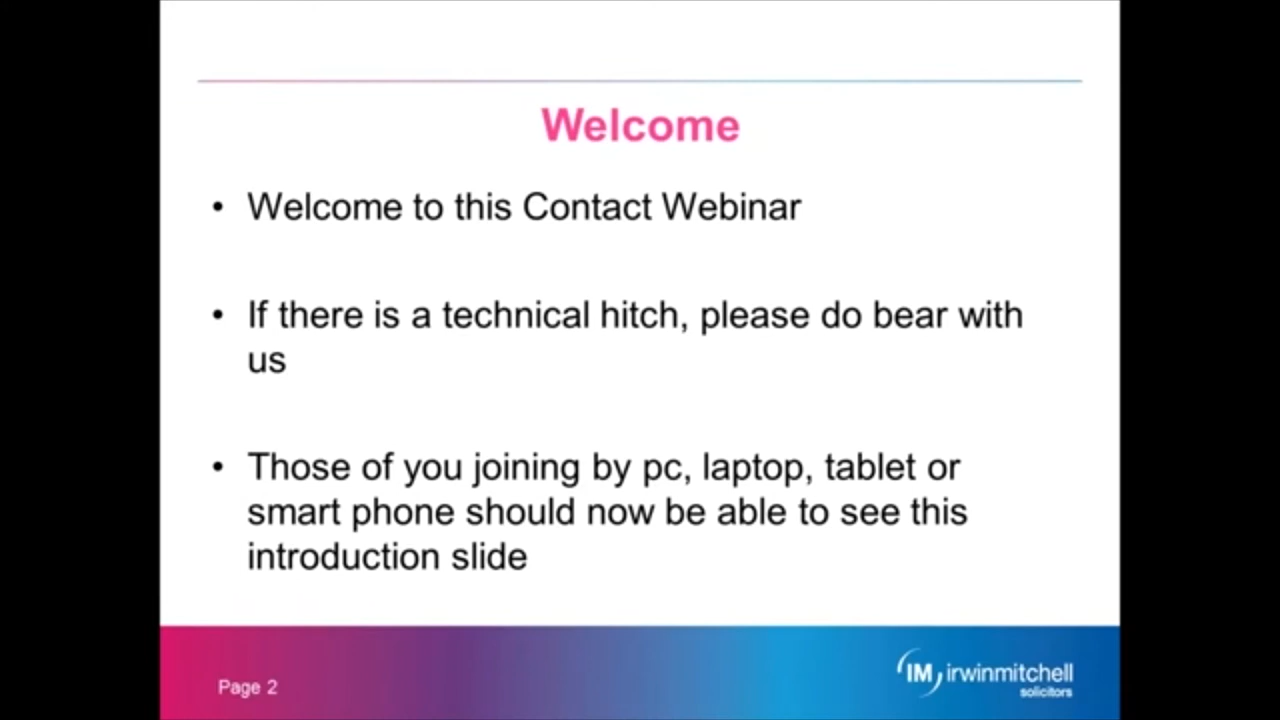 Welcome
• Welcome to this Contact Webinar
• If there is a technical hitch, please do bear with
us
• Those of you joining by pc, laptop, tablet or
smart phone should now be able to see this
introduction slide
Page 2
IM irwinmitchell
solicitors